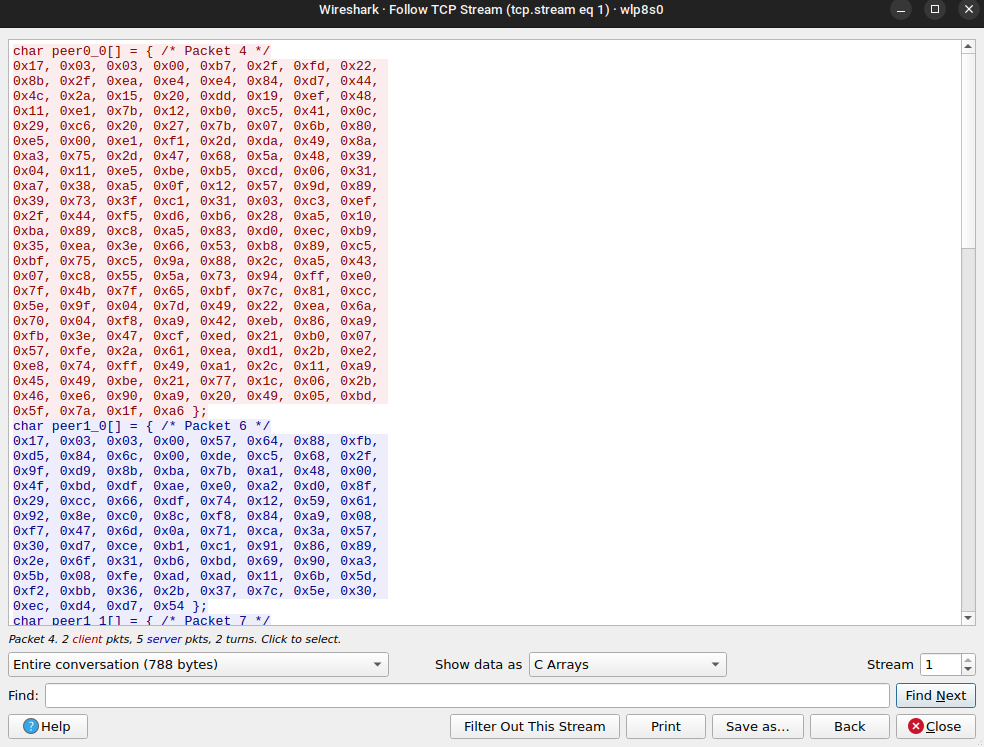 Wireshark · Follow TCP Stream (tcp.stream eq 1) · wlp8s0
char peer0_0[] = { /* Packet 4 */
0x17, 0x03, 0x03, 0x00, 0xb7, 0x2f, 0xfd, 0x22,
0x8b, 0x2f, 0xea, 0xe4, 0xe4, 0x84, 0xd7, 0x44,
0x4c, 0x2a, 0x15, 0x20, 0xdd, 0x19, 0xef, 0x48,
0x11, 0xe1, 0x7b, 0x12, 0xb0, 0xc5, 0x41, 0x0c,
0x29, 0xc6, 0x20, 0x27, 0x7b, 0x07, 0x6b, 0x80,
0xe5, 0x00, 0xe1, 0xf1, 0x2d, 0xda, 0x49, 0x8a,
0xa3, 0x75, 0x2d, 0x47, 0x68, 0x5a, 0x48, 0x39,
0x04, 0x11, 0xe5, 0xbe, 0xb5, 0xcd, 0x06, 0x31,
0xa7, 0x38, 0xa5, 0x0f, 0x12, 0x57, 0x9d, 0x89,
0x39, 0x73, 0x3f, 0xc1, 0x31, 0x03, 0xc3, 0xef,
0x2f, 0x44, 0xf5, 0xd6, 0xb6, 0x28, 0xa5, 0x10,
0xba, 0x89, 0xc8, 0xa5, 0x83, 0xd0, 0xec, 0xb9,
0x35, 0xea, 0x3e, 0x66, 0x53, 0xb8, 0x89, 0xc5,
0xbf, 0x75, 0xc5, 0x9a, 0x88, 0x2c, 0xa5, 0x43,
0x07, 0xc8, 0x55, 0x5a, 0x73, 0x94, 0xff, 0xe0,
0x7f, 0x4b, 0x7f, 0x65, 0xbf, 0x7c, 0x81, 0xcc,
0x5e, 0x9f, 0x04, 0x7d, 0x49, 0x22, 0xea, 0x6a,
0x70, 0x04, 0xf8, 0xa9, 0x42, 0xeb, 0x86, 0xa9,
0xfb, 0x3e, 0x47, 0xcf, 0xed, 0x21, 0xb0, 0x07,
0x57, 0xfe, 0x2a, 0x61, 0xea, 0xd1, 0x2b, 0xe2,
0xe8, 0x74, 0xff, 0x49, 0xa1, 0x2c, 0x11, 0xa9,
0x45, 0x49, 0xbe, 0x21, 0x77, 0x1c, 0x06, 0x2b,
0x46, 0xe6, 0x90, 0xa9, 0x20, 0x49, 0x05, 0xbd,
0x5f, 0x7a, 0x1f, 0xa6 };
char peer1_0[] = { /* Packet 6 */
0x17, 0x03, 0x03, 0x00, 0x57, 0x64, 0x88, 0xfb,
0xd5, 0x84, 0x6c, 0x00, 0xde, 0xc5, 0x68, 0x2f,
0x9f, 0xd9, 0x8b, 0xba, 0x7b, 0xa1, 0x48, 0x00,
0x4f, 0xbd, 0xdf, 0xae, 0xe0, 0xa2, 0xd0, 0x8f,
0x29, 0xcc, 0x66, 0xdf, 0x74, 0x12, 0x59, 0x61,
0x92, 0x8e, 0xc0, 0x8c, 0xf8, 0x84, 0xa9, 0x08,
0xf7, 0x47, 0x6d, 0x0a, 0x71, 0xca, 0x3a, 0x57,
0x30, 0xd7, 0xce, 0xb1, 0xc1, 0x91, 0x86, 0x89,
0x2e, 0x6f, 0x31, 0xb6, 0xbd, 0x69, 0x90, 0xa3,
0x5b, 0x08, 0xfe, 0xad, 0xad, 0x11, 0x6b, 0x5d,
0xf2, 0xbb, 0x36, 0x2b, 0x37, 0x7c, 0x5e, 0x30,
0xec, 0xd4, 0xd7, 0x54 };
char peer1_1[] = { /* Packet 7 */
Packet 4. 2 client pkts, 5 server pkts, 2 turns. Click to select.
Entire conversation (788 bytes) Show data as C Arrays Stream 1
Find: Find Next
Help Filter Out This Stream Print Save as... Back Close